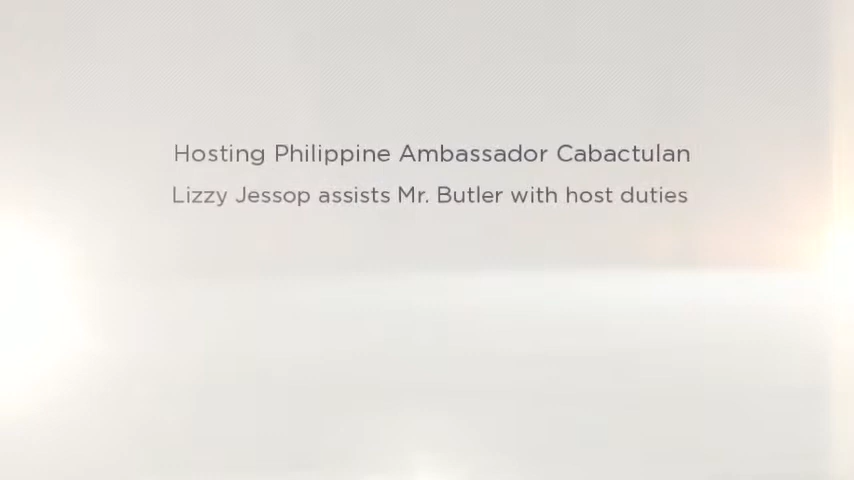 Hosting Philippine Ambassador Cabactulan
Lizzy Jessop assists Mr. Butler with host duties